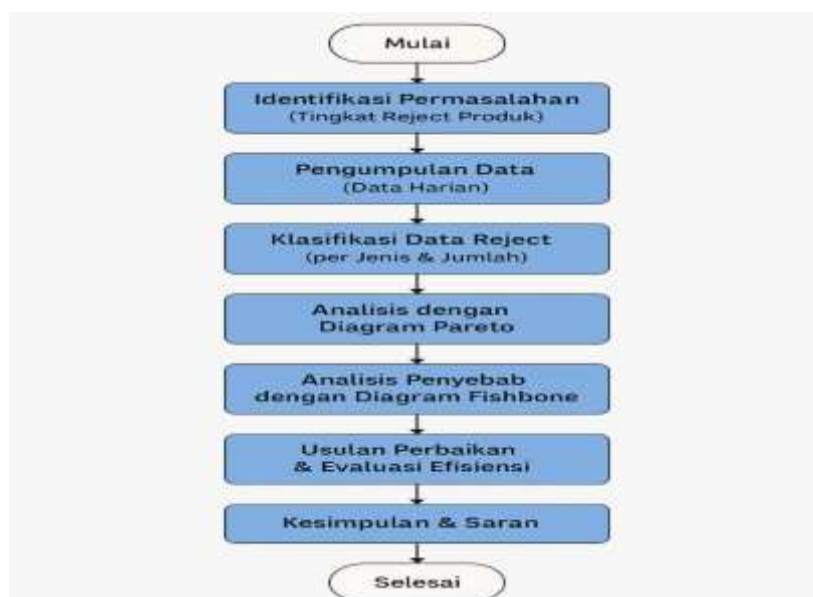 Mulai
Identifikasi Permasalahan
(Tingkat Reject Produk)
Pengumpulan Data
(Data Harian)
Klasifikasi Data Reject
(per Jenis & Jumlah)
Analisis dengan
Diagram Pareto
Analisis Penyebab
dengan Diagram Fishbone
Usulan Perbaikan
& Evaluasi Efisiensi
Kesimpulan & Saran
Selesai